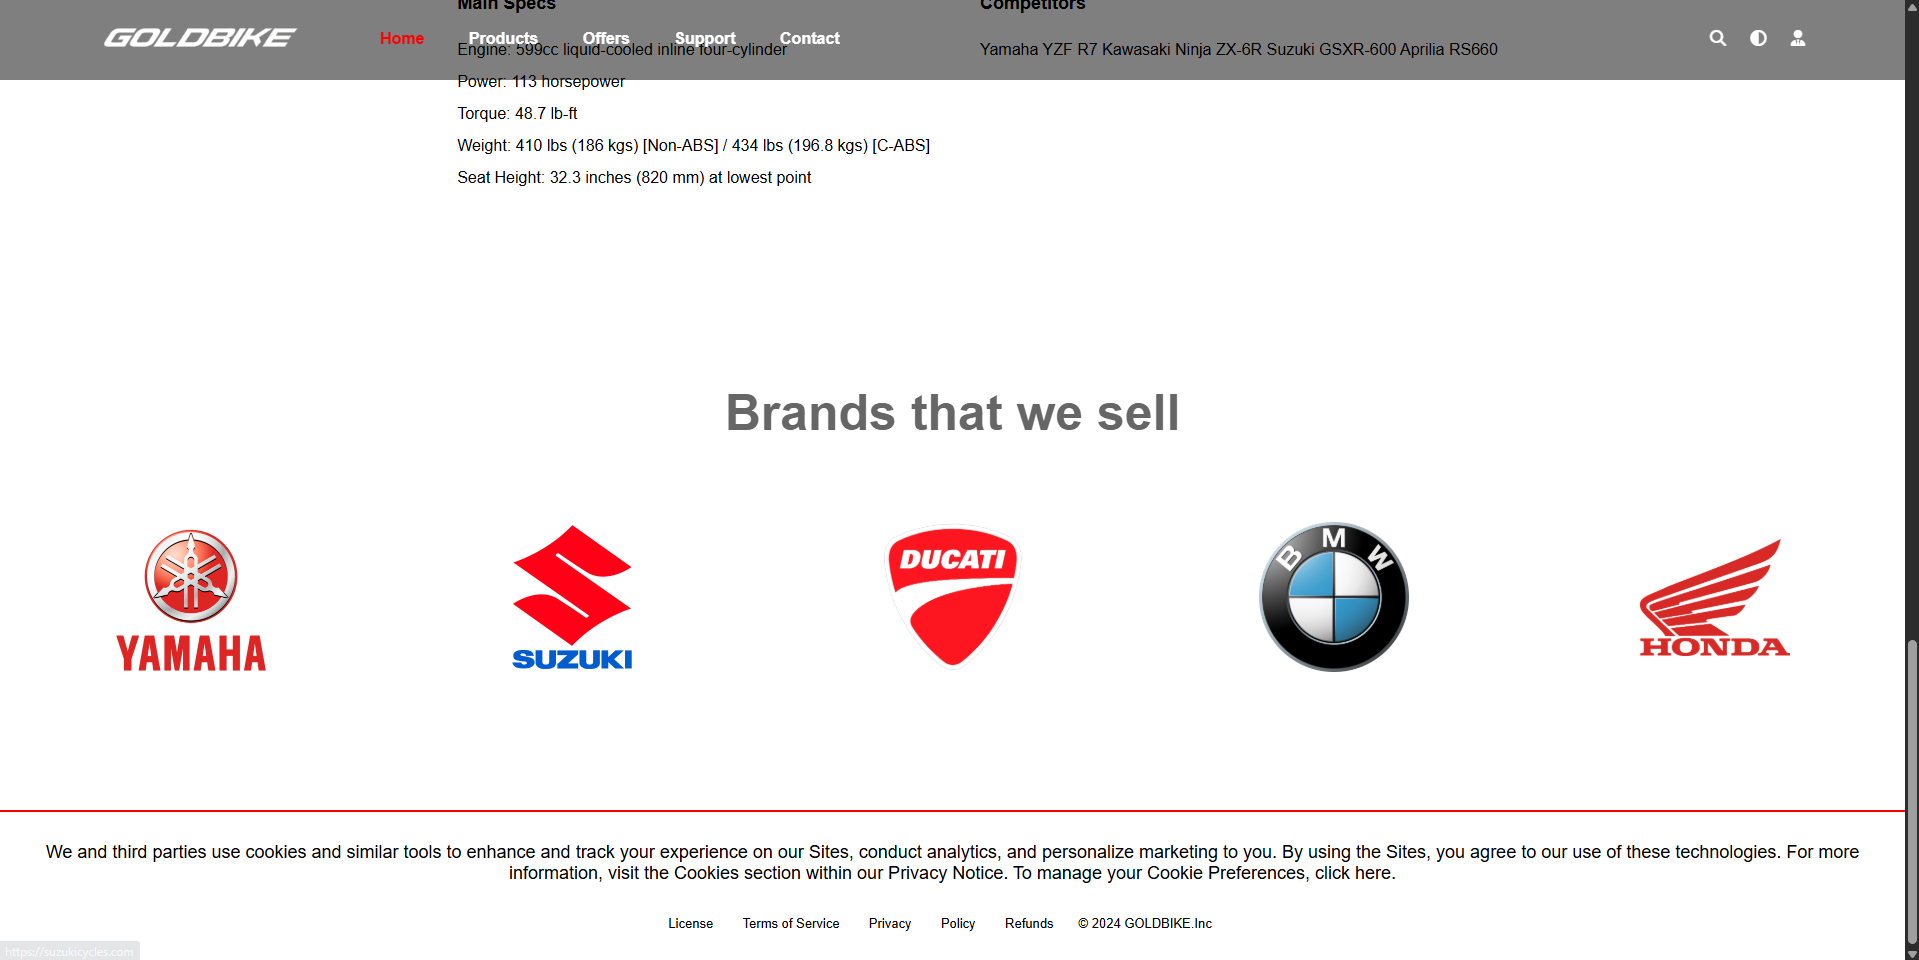 Main Specs
Competitors
GOLDBIKE
Home Products Offers Support Contact
Engine: 599cc liquid-cooled inline four-cylinder
Yamaha YZF R7 Kawasaki Ninja ZX-6R Suzuki GSXR-600 Aprilia RS660
Power: 113 horsepower
Torque: 48.7 lb-ft
Weight: 410 lbs (186 kgs) [Non-ABS] / 434 lbs (196.8 kgs) [C-ABS]
Seat Height: 32.3 inches (820 mm) at lowest point
Brands that we sell
YAMAHA
SUZUKI
DUCATI
BMW
HONDA
We and third parties use cookies and similar tools to enhance and track your experience on our Sites, conduct analytics, and personalize marketing to you. By using the Sites, you agree to our use of these technologies. For more
information, visit the Cookies section within our Privacy Notice. To manage your Cookie Preferences, click here.
License Terms of Service Privacy Policy Refunds © 2024 GOLDBIKE.Inc
https://suzukicycles.com